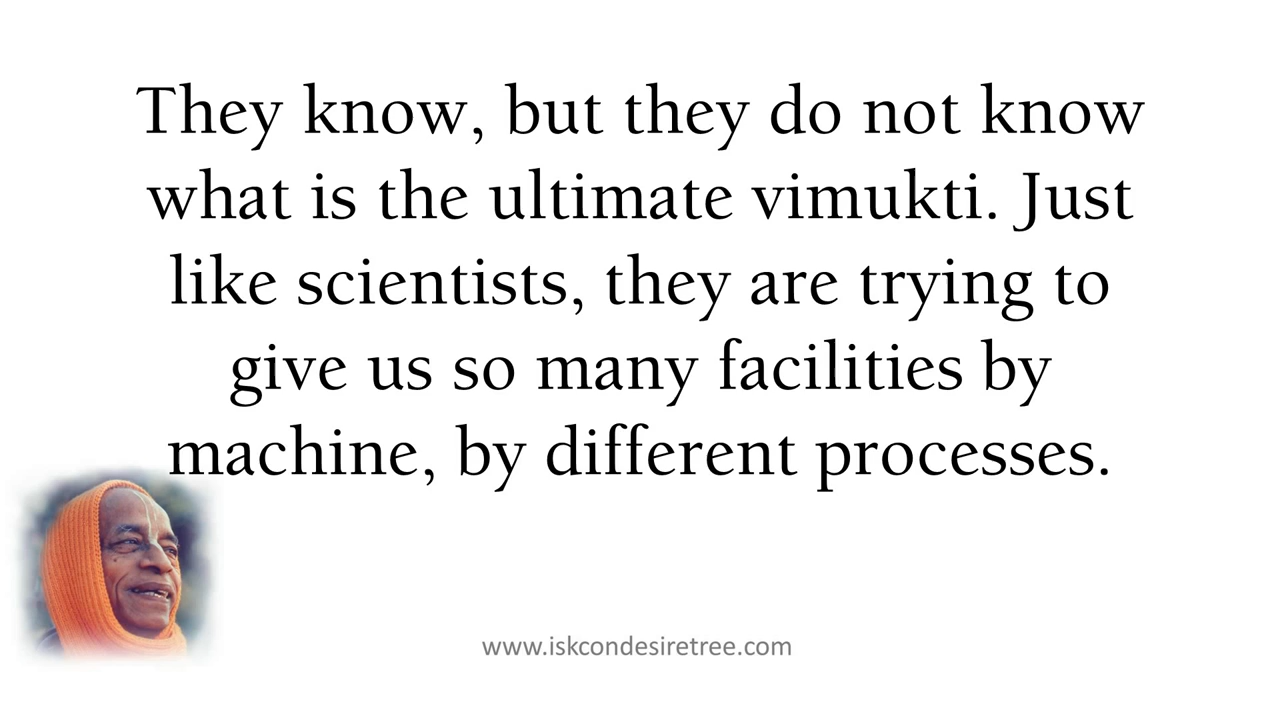 They know, but they do not know
what is the ultimate vimukti. Just
like scientists, they are trying to
give us so many facilities by
machine, by different processes.
www.iskcondesiretree.com